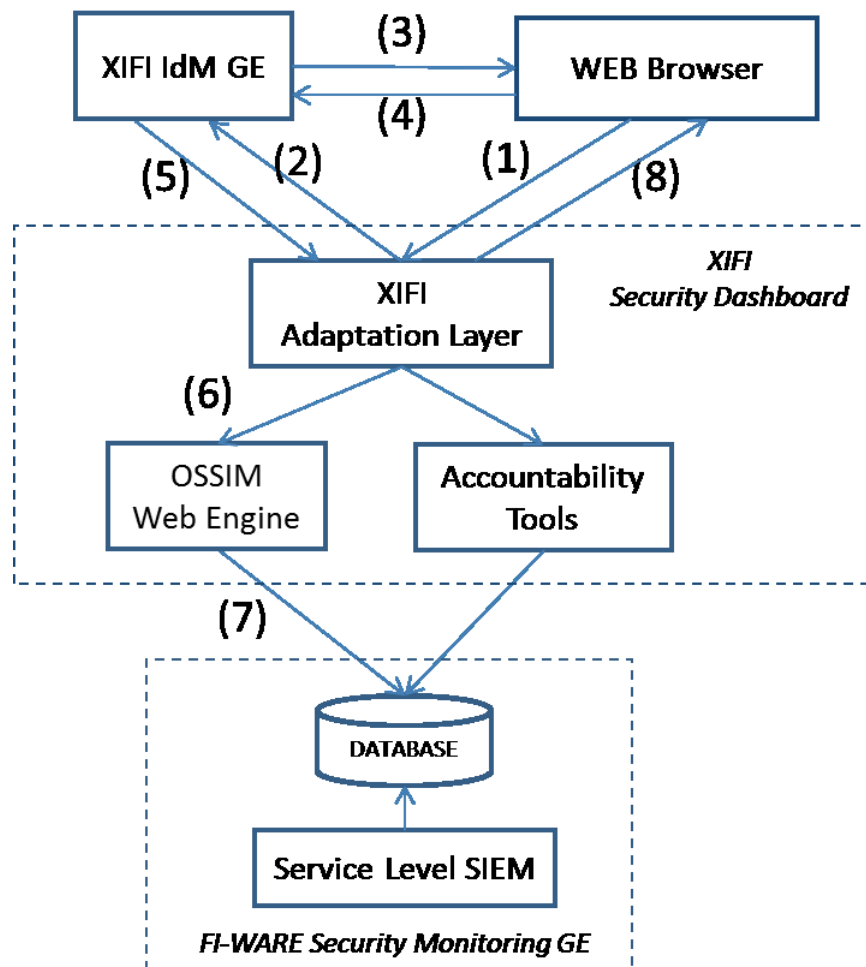 XIFI IdM GE
(3)
WEB Browser
(4)
(5)
(2)
(1)
(8)
XIFI
Security Dashboard
XIFI
Adaptation Layer
(6)
OSSIM
Web Engine
Accountability
Tools
(7)
DATABASE
Service Level SIEM
FI-WARE Security Monitoring GE